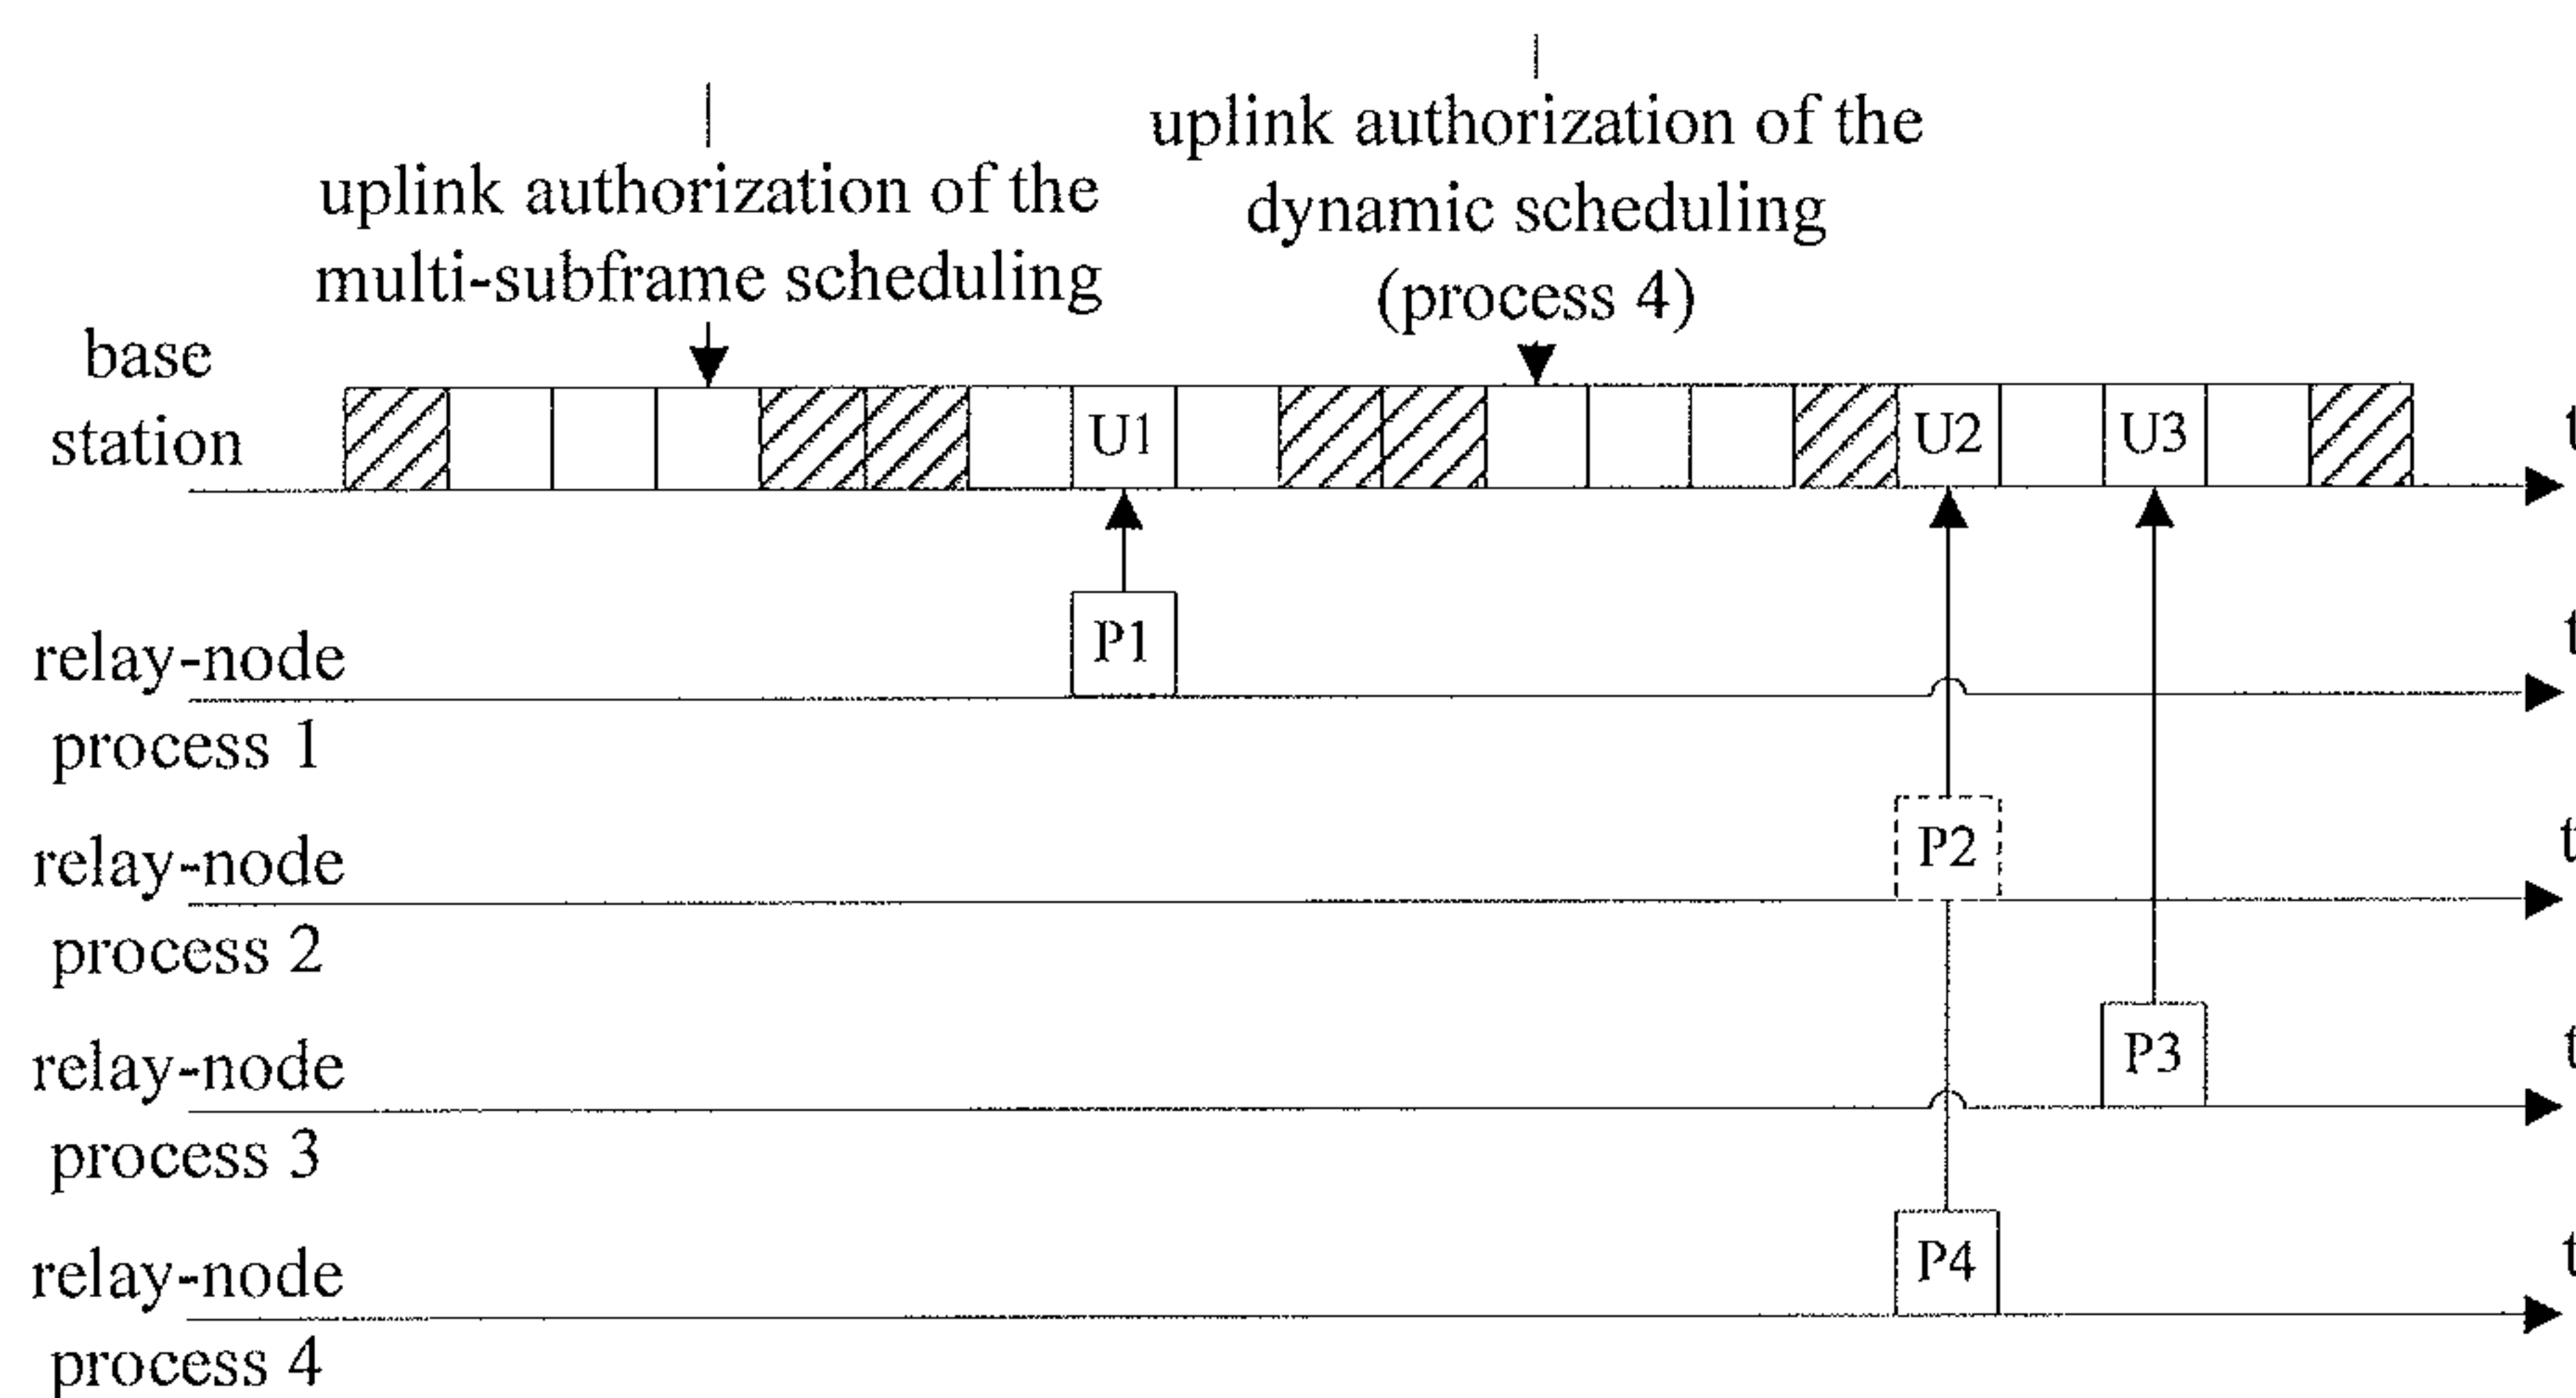 uplink authorization of the
multi-subframe scheduling
uplink authorization of the
dynamic scheduling
(process 4)
base
station
U1
U2
U3
t
P1
relay-node
process 1
t
P2
relay-node
process 2
t
P3
relay-node
process 3
t
P4
relay-node
process 4
t